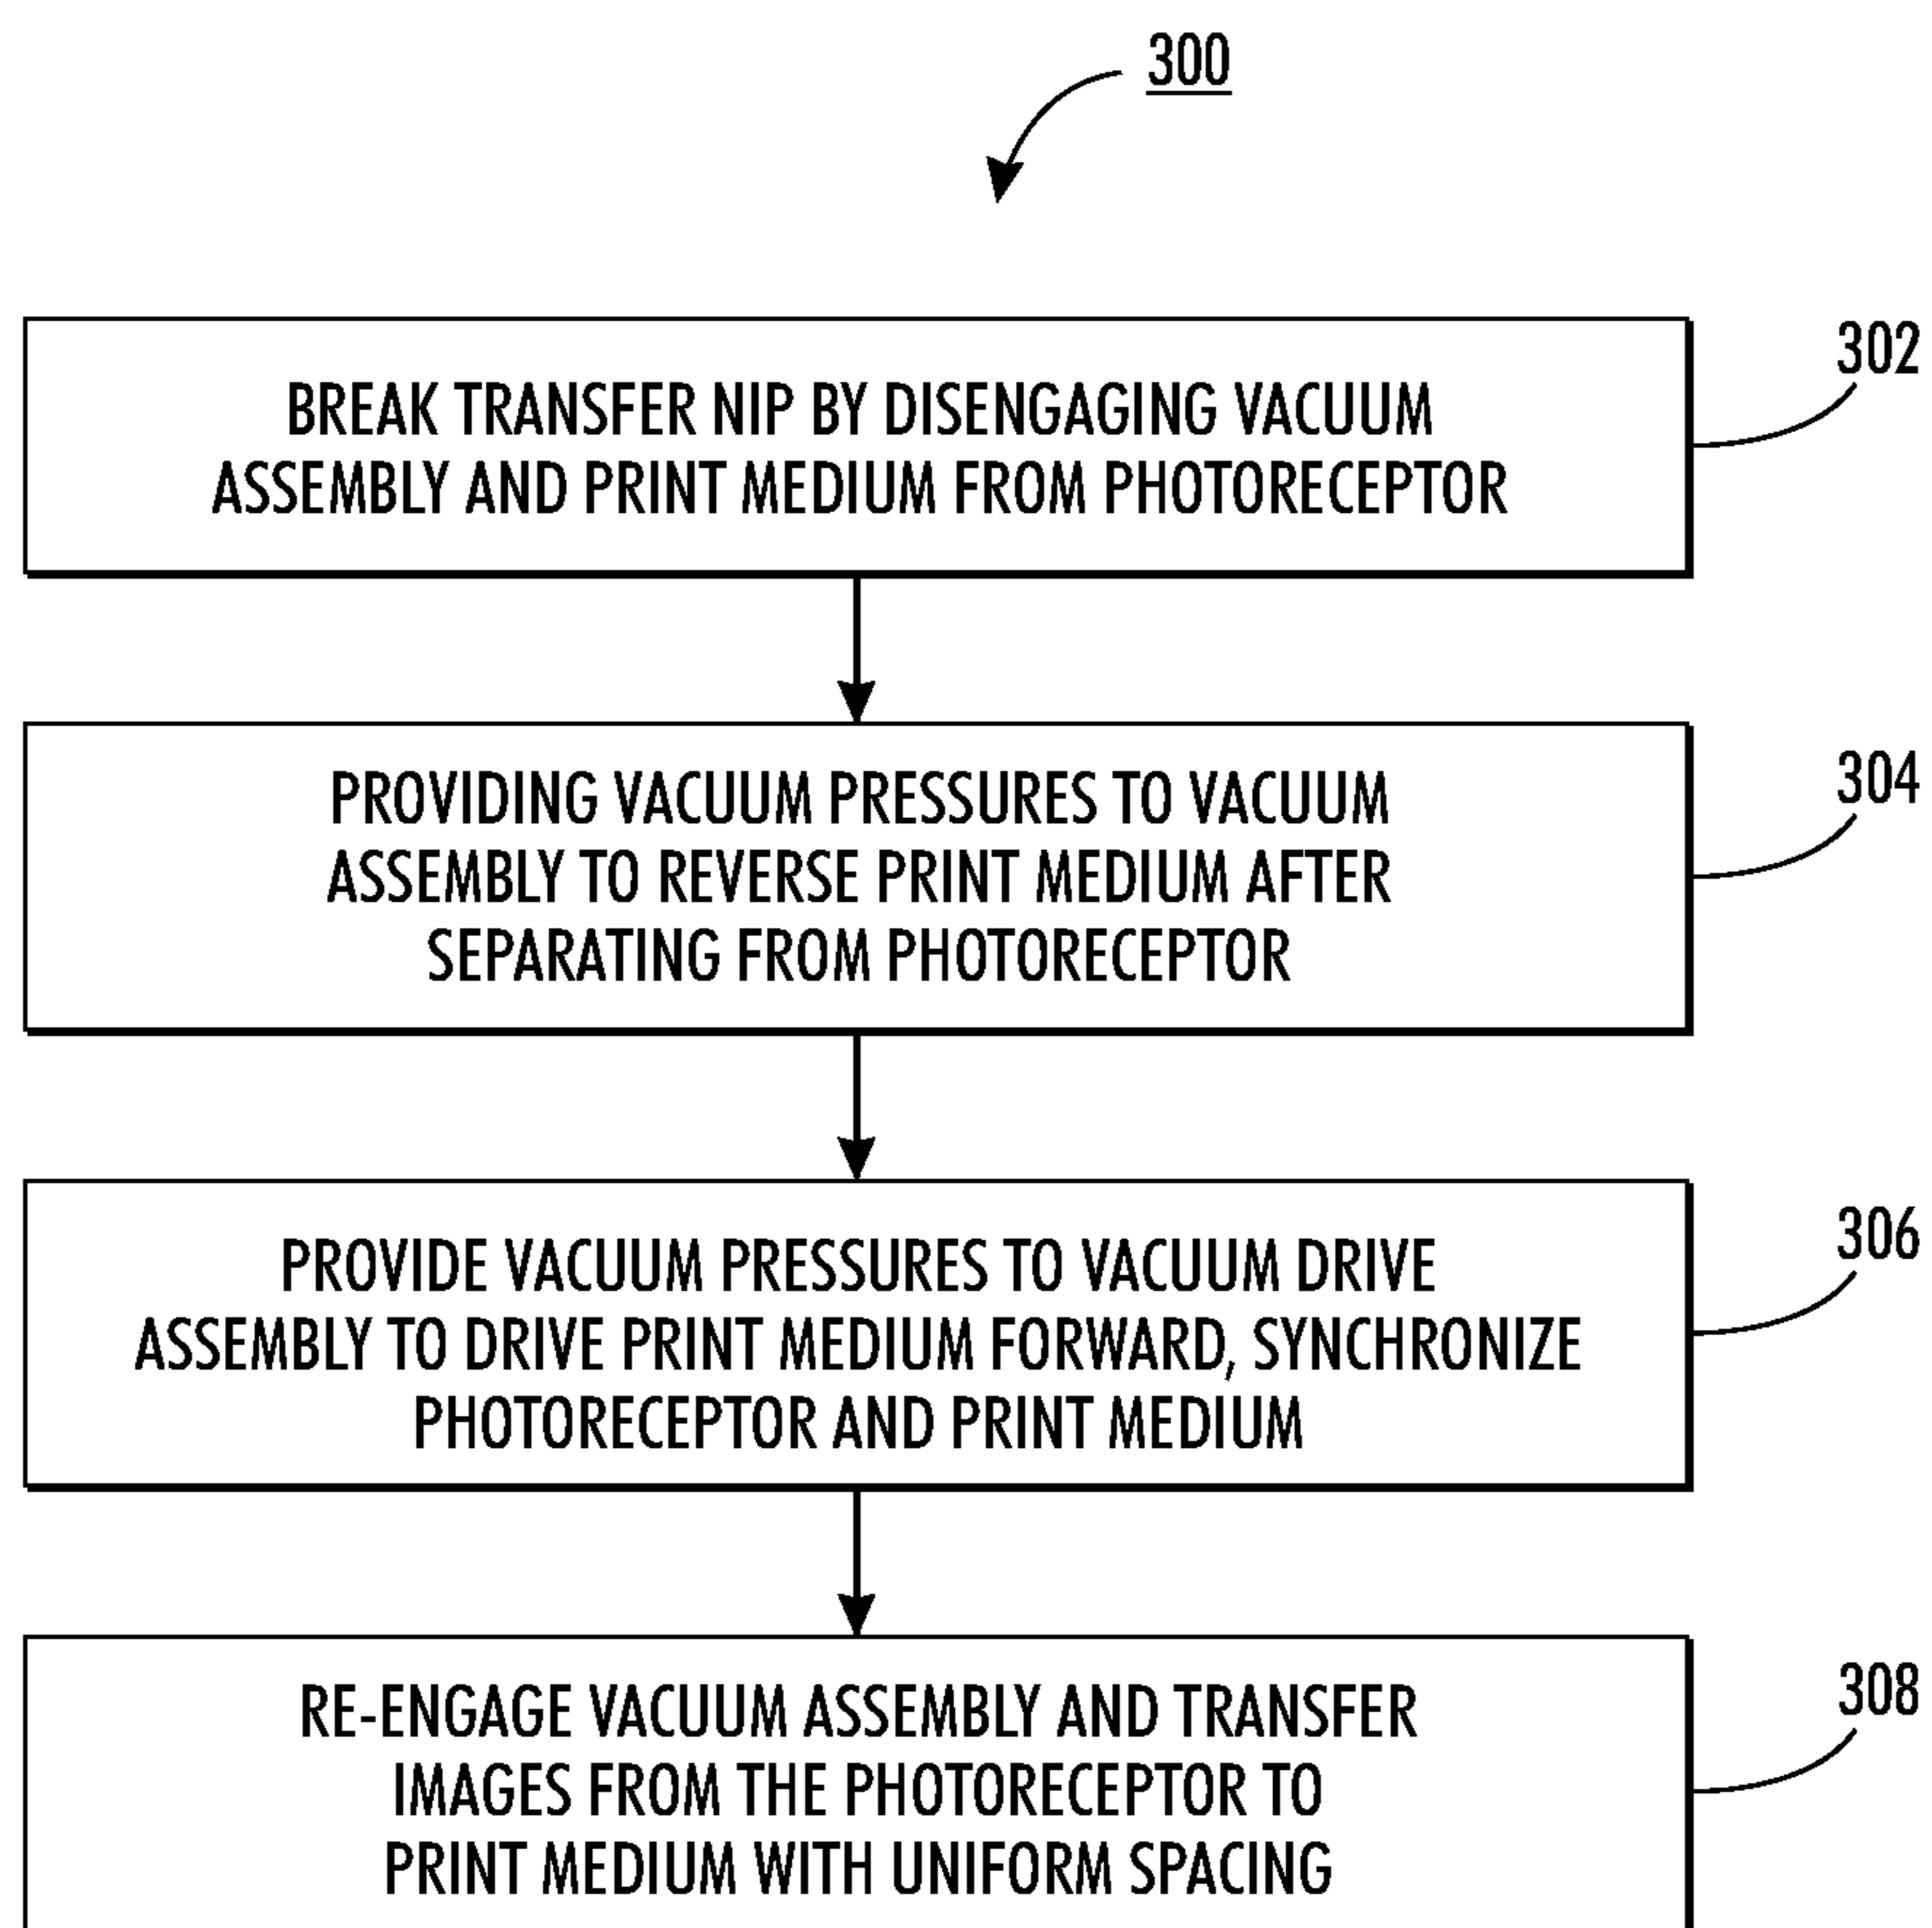 300
302
BREAK TRANSFER NIP BY DISENGAGING VACUUM
ASSEMBLY AND PRINT MEDIUM FROM PHOTORECEPTOR
304
PROVIDING VACUUM PRESSURES TO VACUUM
ASSEMBLY TO REVERSE PRINT MEDIUM AFTER
SEPARATING FROM PHOTORECEPTOR
306
PROVIDE VACUUM PRESSURES TO VACUUM DRIVE
ASSEMBLY TO DRIVE PRINT MEDIUM FORWARD, SYNCHRONIZE
PHOTORECEPTOR AND PRINT MEDIUM
308
RE-ENGAGE VACUUM ASSEMBLY AND TRANSFER
IMAGES FROM THE PHOTORECEPTOR TO
PRINT MEDIUM WITH UNIFORM SPACING